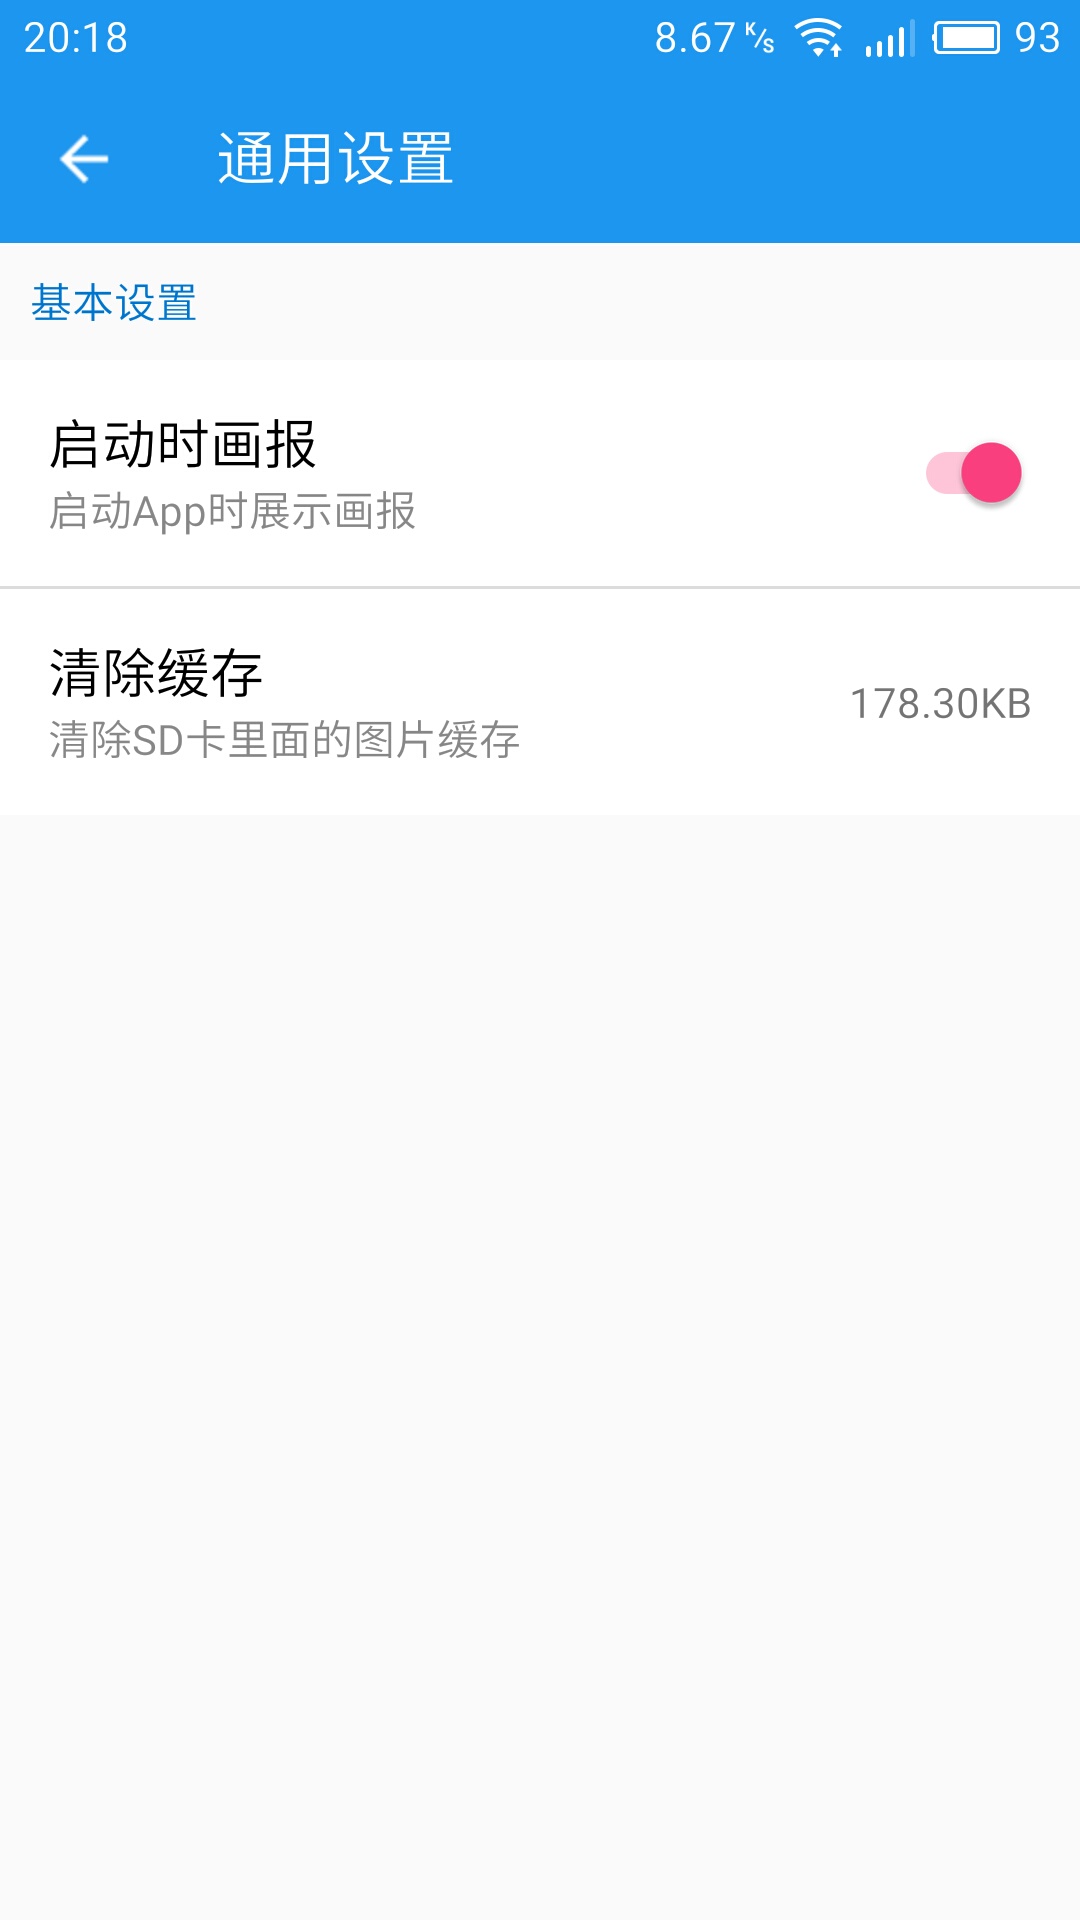 20:18 8.67 K/s 93
通用设置
基本设置
启动时画报
启动App时展示画报
清除缓存
178.30KB
清除SD卡里面的图片缓存